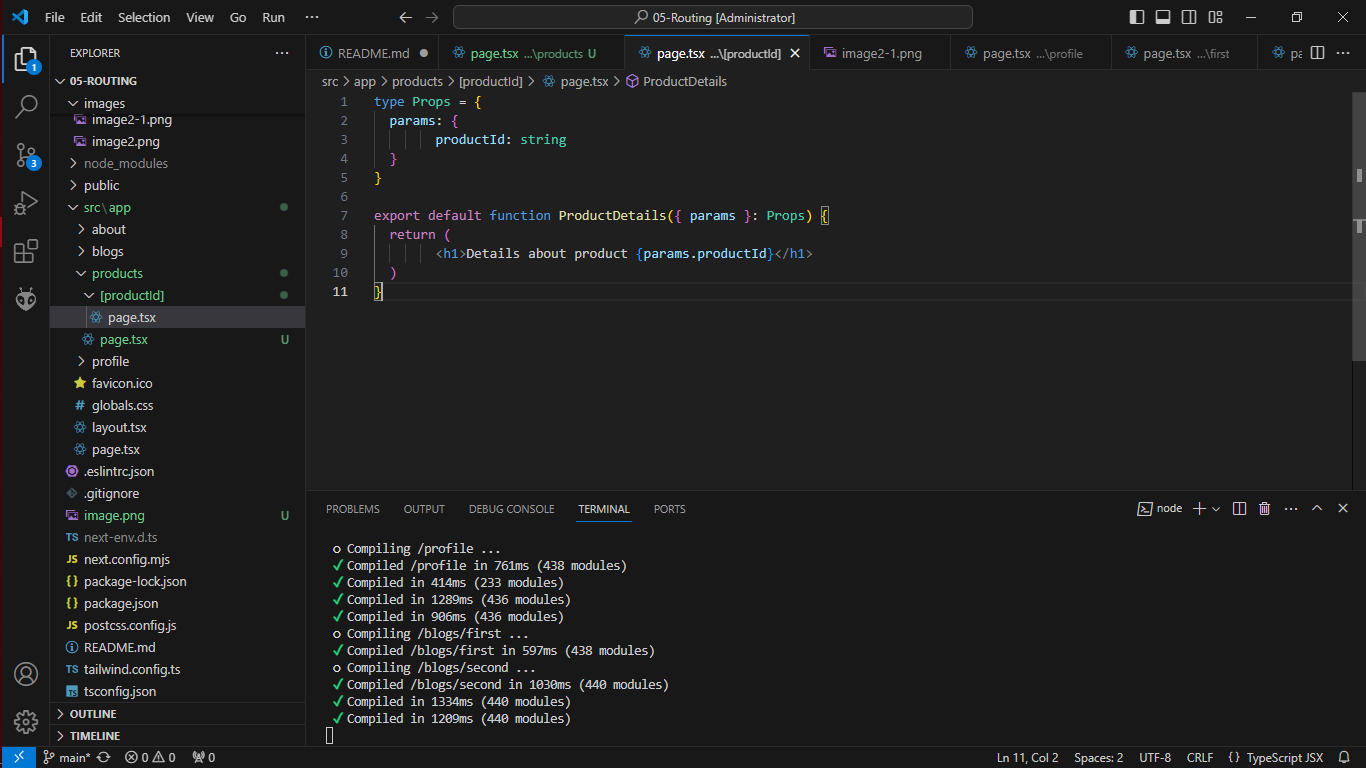 File Edit Selection View Go Run ···
05-Routing [Administrator]
EXPLORER
05-ROUTING
images
image2-1.png
image2.png
node_modules
public
src\app
about
blogs
products
[productId]
page.tsx
page.tsx U
profile
favicon.ico
# globals.css
layout.tsx
page.tsx
.eslintrc.json
.gitignore
image.png U
TS next-env.d.ts
JS next.config.mjs
{} package-lock.json
{} package.json
JS postcss.config.js
README.md
TS tailwind.config.ts
TS tsconfig.json
OUTLINE
TIMELINE
1
3
README.md
page.tsx ...\products U
page.tsx ...\[productId]
image2-1.png
page.tsx ...\profile
page.tsx ...\first
src > app > products > [productId] > page.tsx > ProductDetails
1 type Props = {
2 params: {
3 productId: string
4 }
5 }
6
7 export default function ProductDetails({ params }: Props) {
8 return (
9 <h1>Details about product {params.productId}</h1>
10 )
11 }
PROBLEMS OUTPUT DEBUG CONSOLE TERMINAL PORTS
node
○ Compiling /profile ...
✓ Compiled /profile in 761ms (438 modules)
✓ Compiled in 414ms (233 modules)
✓ Compiled in 1289ms (436 modules)
✓ Compiled in 906ms (436 modules)
○ Compiling /blogs/first ...
✓ Compiled /blogs/first in 597ms (438 modules)
○ Compiling /blogs/second ...
✓ Compiled /blogs/second in 1030ms (440 modules)
✓ Compiled in 1334ms (440 modules)
✓ Compiled in 1209ms (440 modules)
main* 0 0 0
Ln 11, Col 2 Spaces: 2 UTF-8 CRLF {} TypeScript JSX